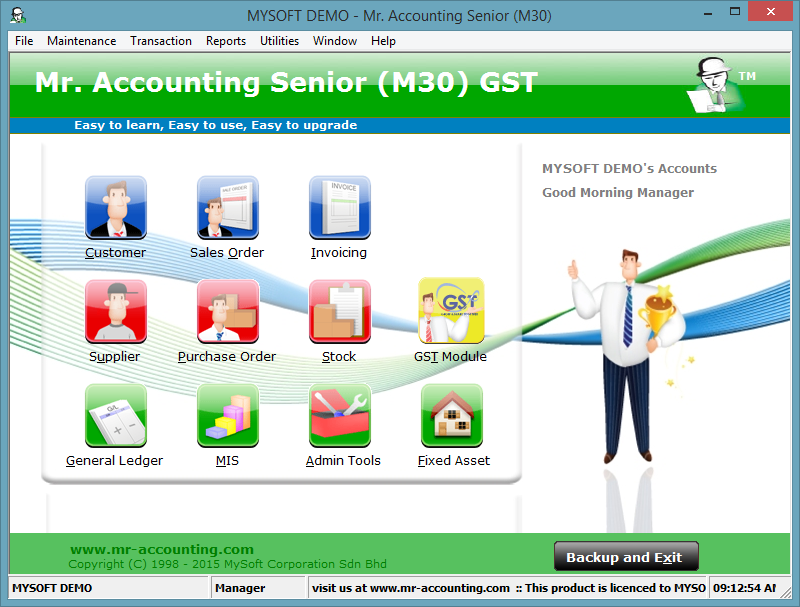 MYSOFT DEMO - Mr. Accounting Senior (M30)
File Maintenance Transaction Reports Utilities Window Help
Mr. Accounting Senior (M30) GST
TM
Easy to learn, Easy to use, Easy to upgrade
MYSOFT DEMO's Accounts
Good Morning Manager
SALES ORDER
INVOICE
Customer Sales Order Invoicing
GST
Supplier Purchase Order Stock GST Module
G/L
General Ledger MIS Admin Tools Fixed Asset
www.mr-accounting.com
Copyright (C) 1998 - 2015 MySoft Corporation Sdn Bhd
Backup and Exit
MYSOFT DEMO Manager visit us at www.mr-accounting.com :: This product is licenced to MYSO 09:12:54 AM